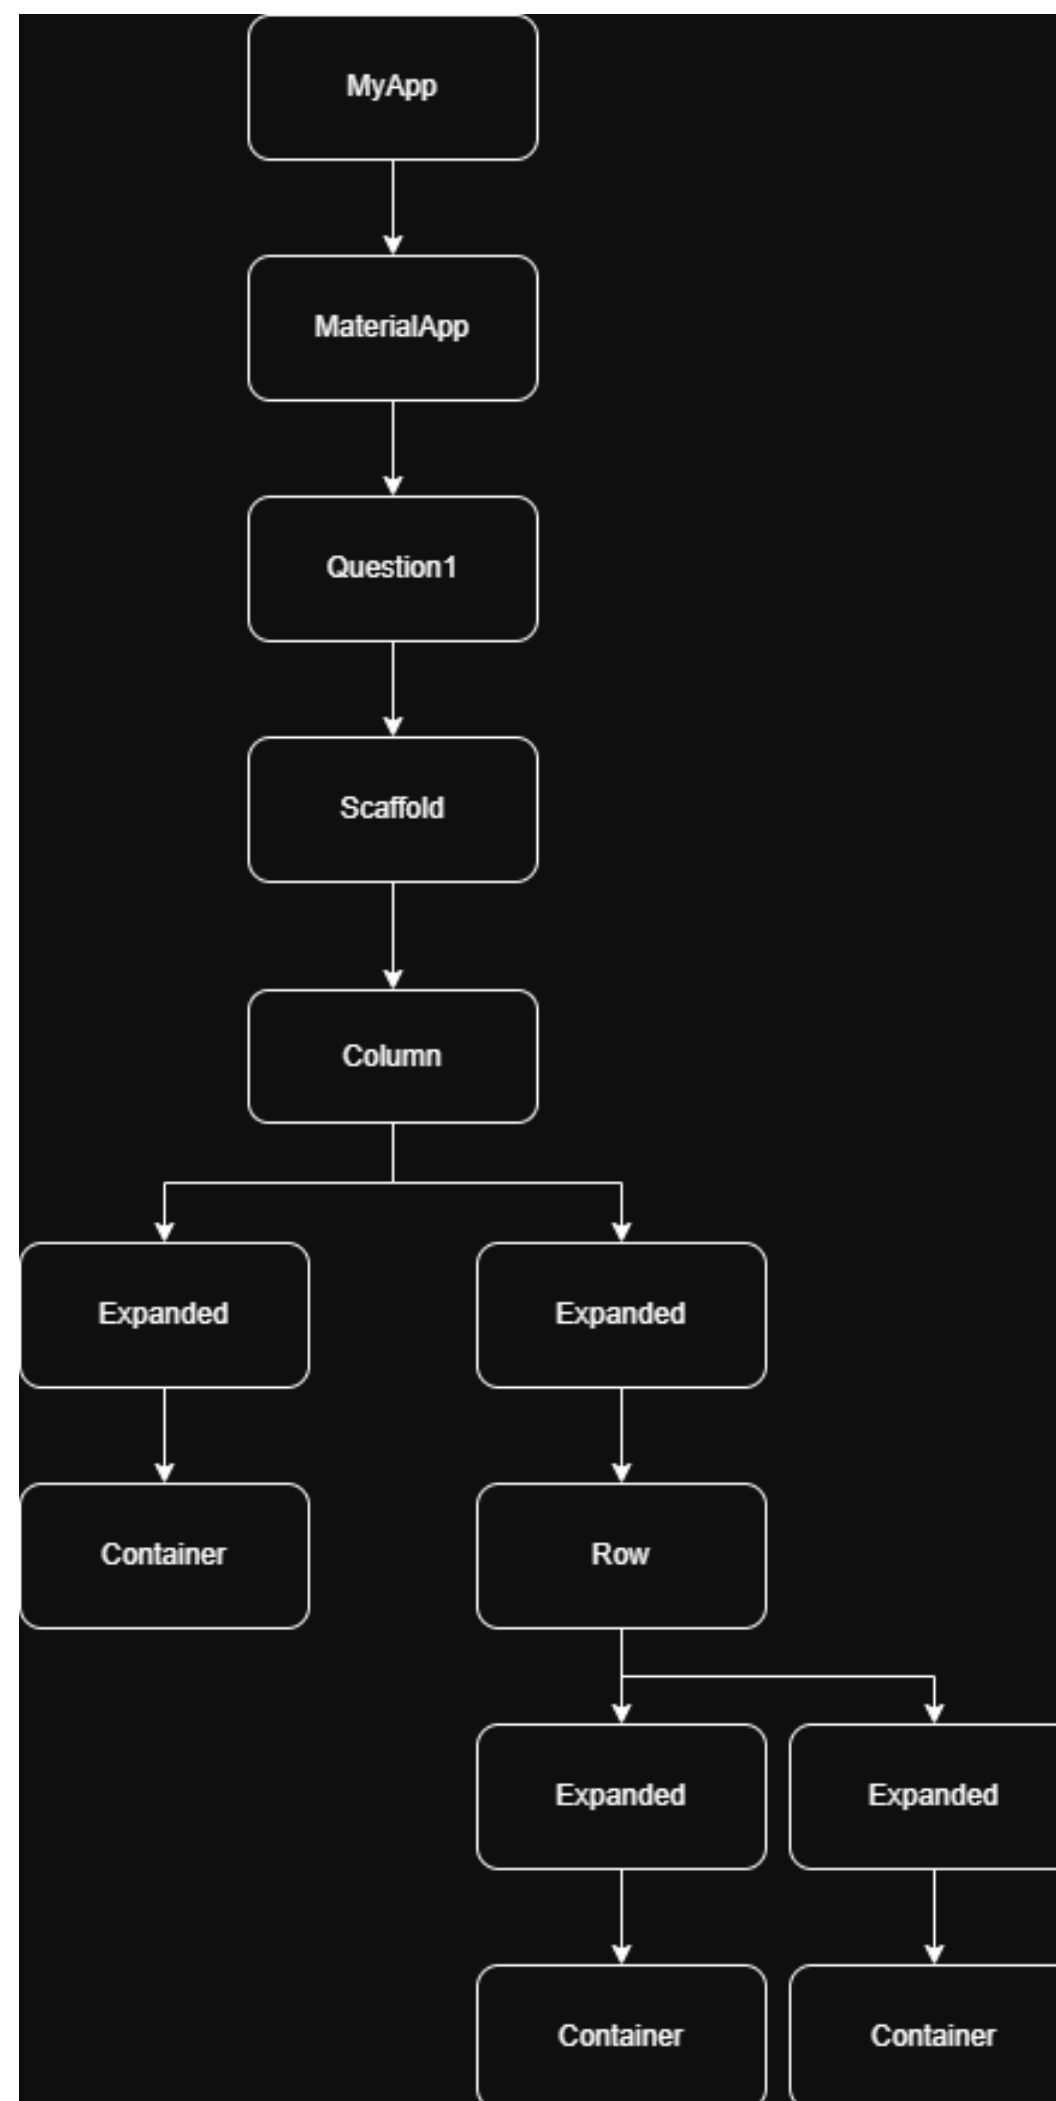 MyApp
MaterialApp
Question1
Scaffold
Column
Expanded
Expanded
Container
Row
Expanded
Expanded
Container
Container